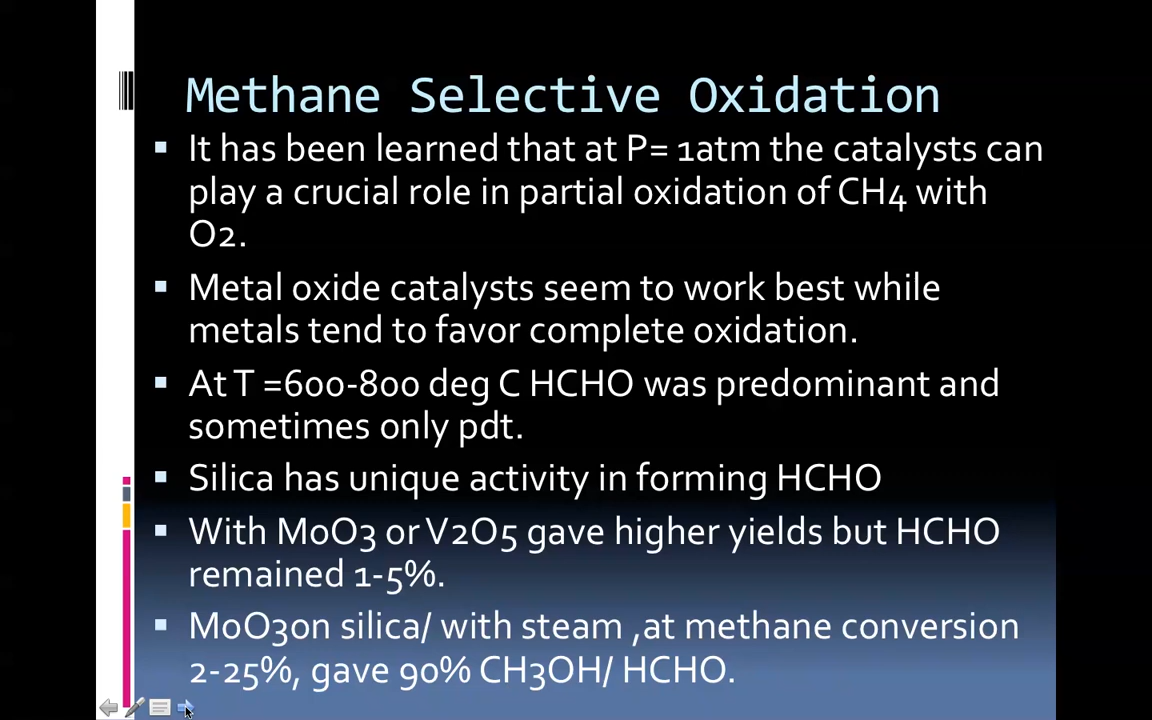 Methane Selective Oxidation
It has been learned that at P= 1atm the catalysts can
play a crucial role in partial oxidation of CH4 with
O2.
Metal oxide catalysts seem to work best while
metals tend to favor complete oxidation.
At T =600-800 deg C HCHO was predominant and
sometimes only pdt.
Silica has unique activity in forming HCHO
With MoO3 or V2O5 gave higher yields but HCHO
remained 1-5%.
MoO3on silica/ with steam ,at methane conversion
2-25%, gave 90% CH3OH/ HCHO.